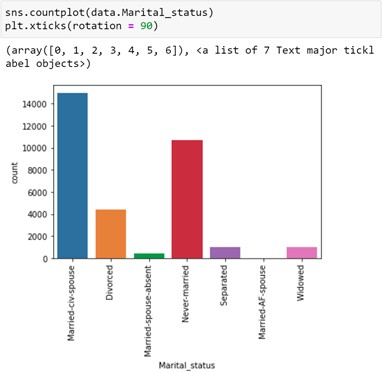 sns.countplot(data.Marital_status)
plt.xticks(rotation = 90)
(array([0, 1, 2, 3, 4, 5, 6]), <a list of 7 Text major tickl
abel objects>)
14000
12000
10000
8000
6000
4000
2000
0
count
Married-civ-spouse
Divorced
Married-spouse-absent
Never-married
Separated
Married-AF-spouse
Widowed
Marital_status